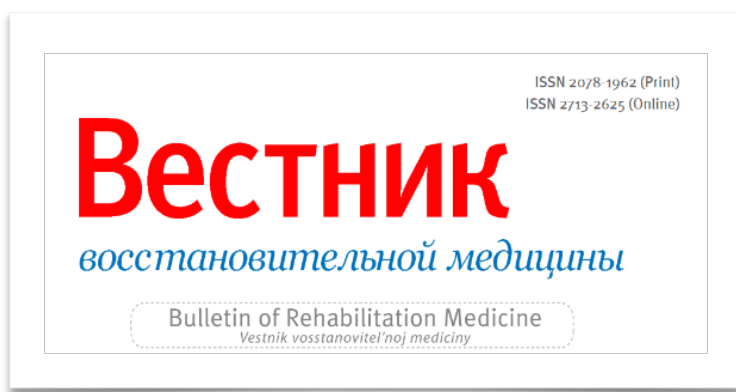 ISSN 2078-1962 (Print)
ISSN 2713-2625 (Online)
Вестник
восстановительной медицины
Bulletin of Rehabilitation Medicine
Vestnik vosstanovitel'noj mediciny